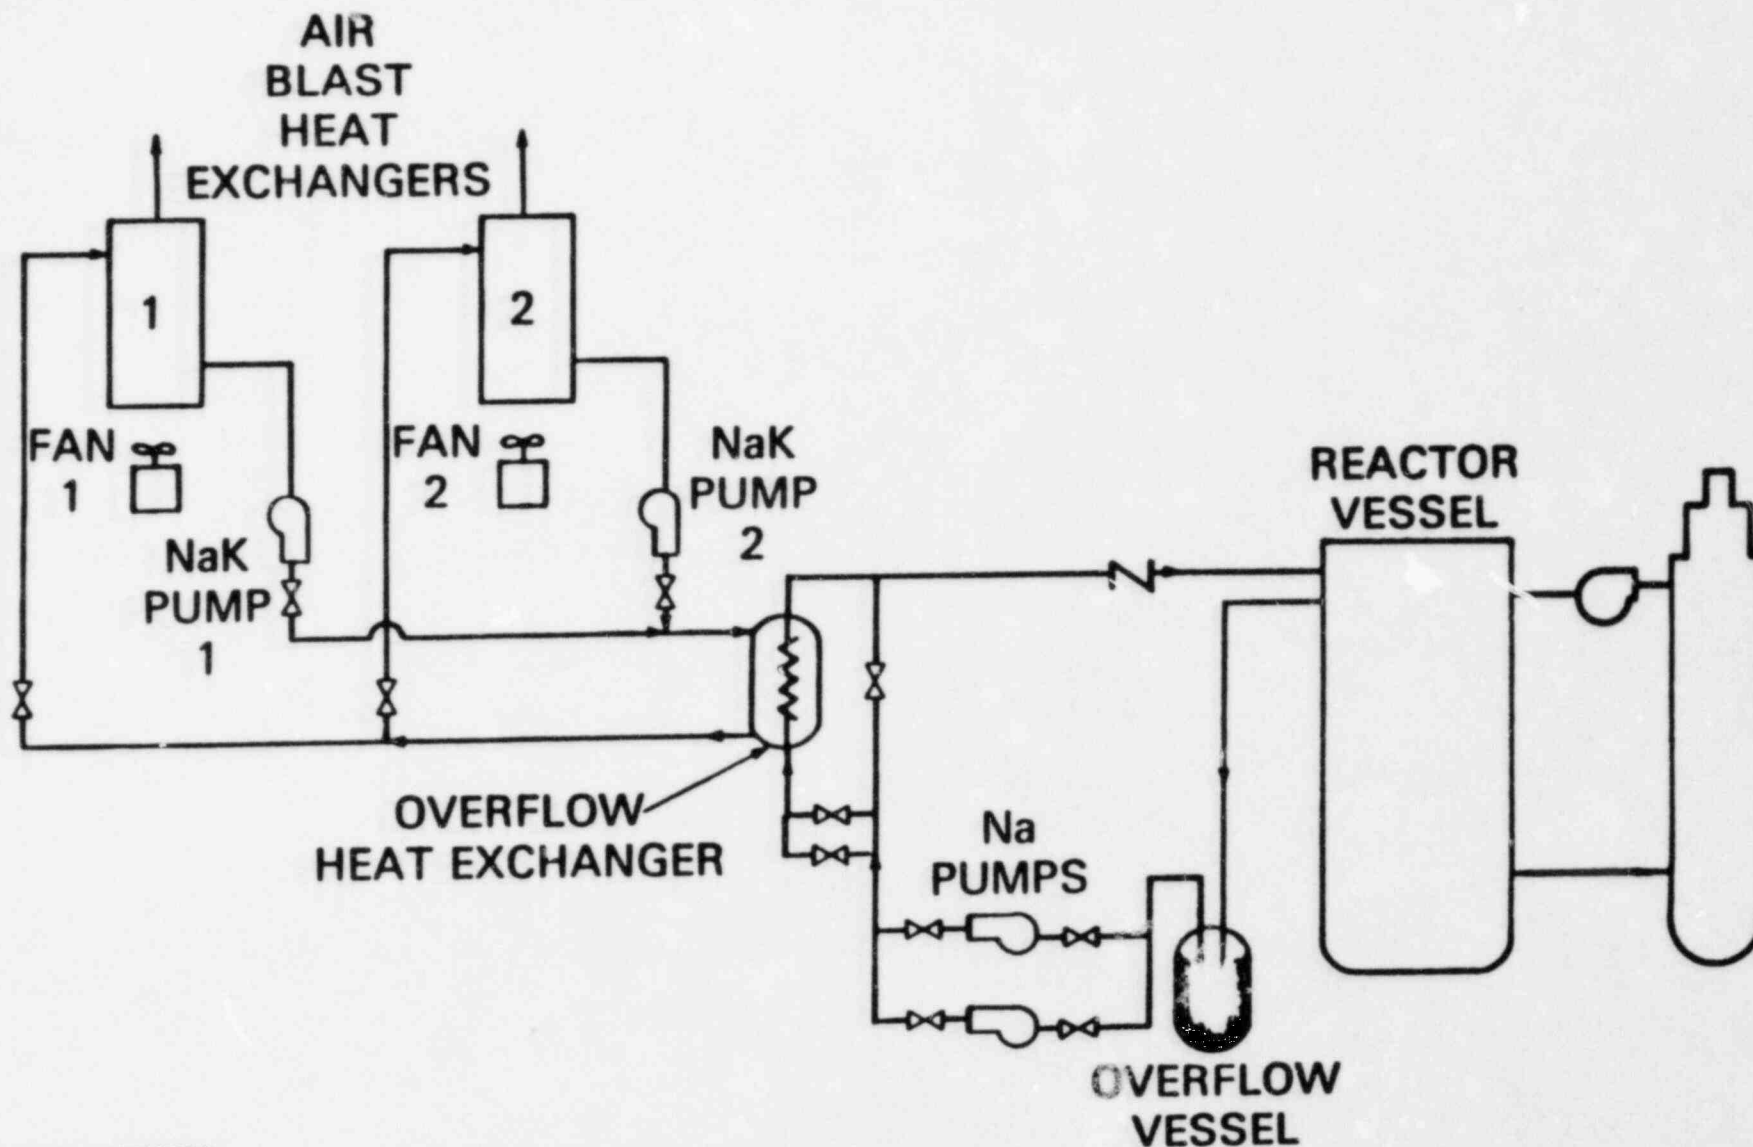 AIR
BLAST
HEAT
EXCHANGERS
1
2
FAN
1
FAN
2
NaK
PUMP
1
NaK
PUMP
2
REACTOR
VESSEL
OVERFLOW
HEAT EXCHANGER
Na
PUMPS
OVERFLOW
VESSEL